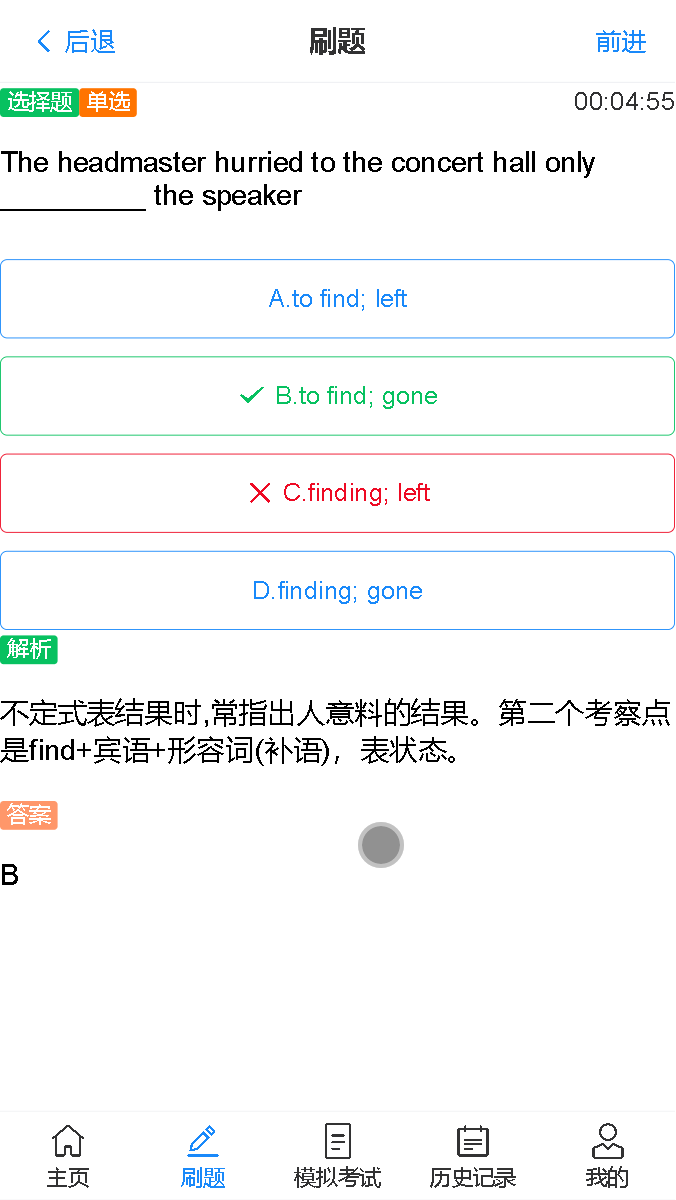 后退 刷题 前进
选择题 单选 00:04:55
The headmaster hurried to the concert hall only
_________ the speaker
A.to find; left
B.to find; gone
C.finding; left
D.finding; gone
解析
不定式表结果时,常指出人意料的结果。第二个考察点
是find+宾语+形容词(补语)，表状态。
答案
B
主页 刷题 模拟考试 历史记录 我的